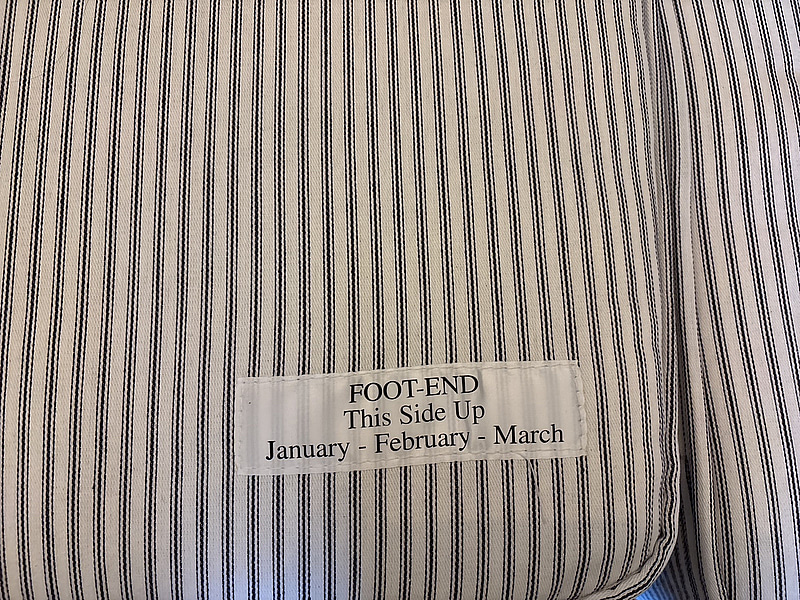 FOOT-END
This Side Up
January - February - March